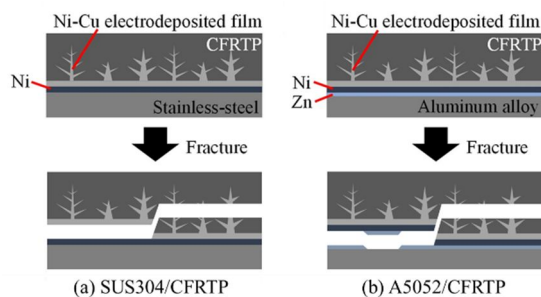 Ni-Cu electrodeposited film
CFRTP
Ni
Stainless-steel
Fracture
(a) SUS304/CFRTP
Ni-Cu electrodeposited film
CFRTP
Ni
Zn
Aluminum alloy
Fracture
(b) A5052/CFRTP